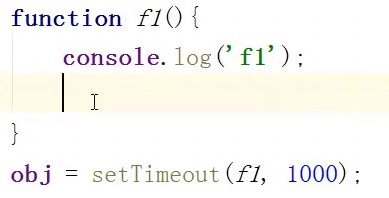 function f1(){
console.log('f1');
}
obj = setTimeout(f1, 1000);